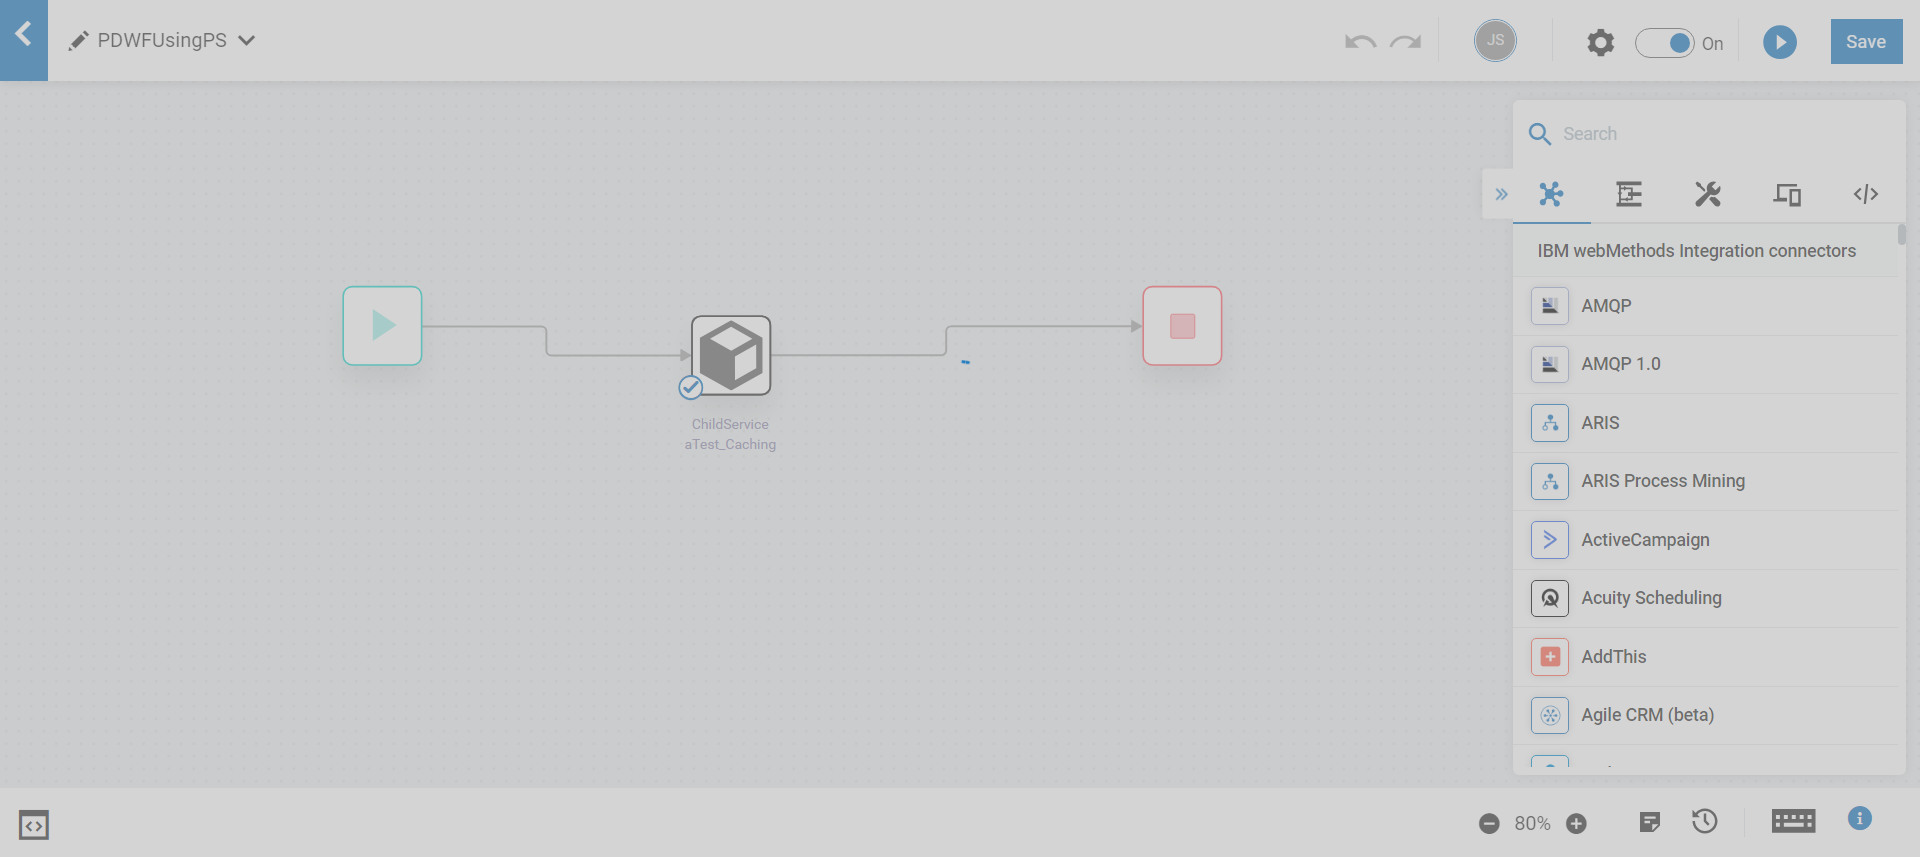 PDWFUsingPS
JS
On
Save
Search
IBM webMethods Integration connectors
AMQP
AMQP 1.0
ARIS
ARIS Process Mining
ActiveCampaign
Acuity Scheduling
AddThis
Agile CRM (beta)
ChildService
aTest_Caching
80%